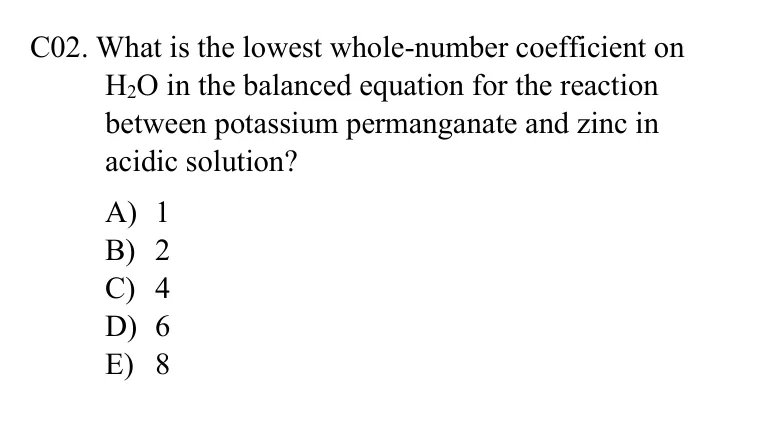 C02. What is the lowest whole-number coefficient on
H₂O in the balanced equation for the reaction
between potassium permanganate and zinc in
acidic solution?
A) 1
B) 2
C) 4
D) 6
E) 8